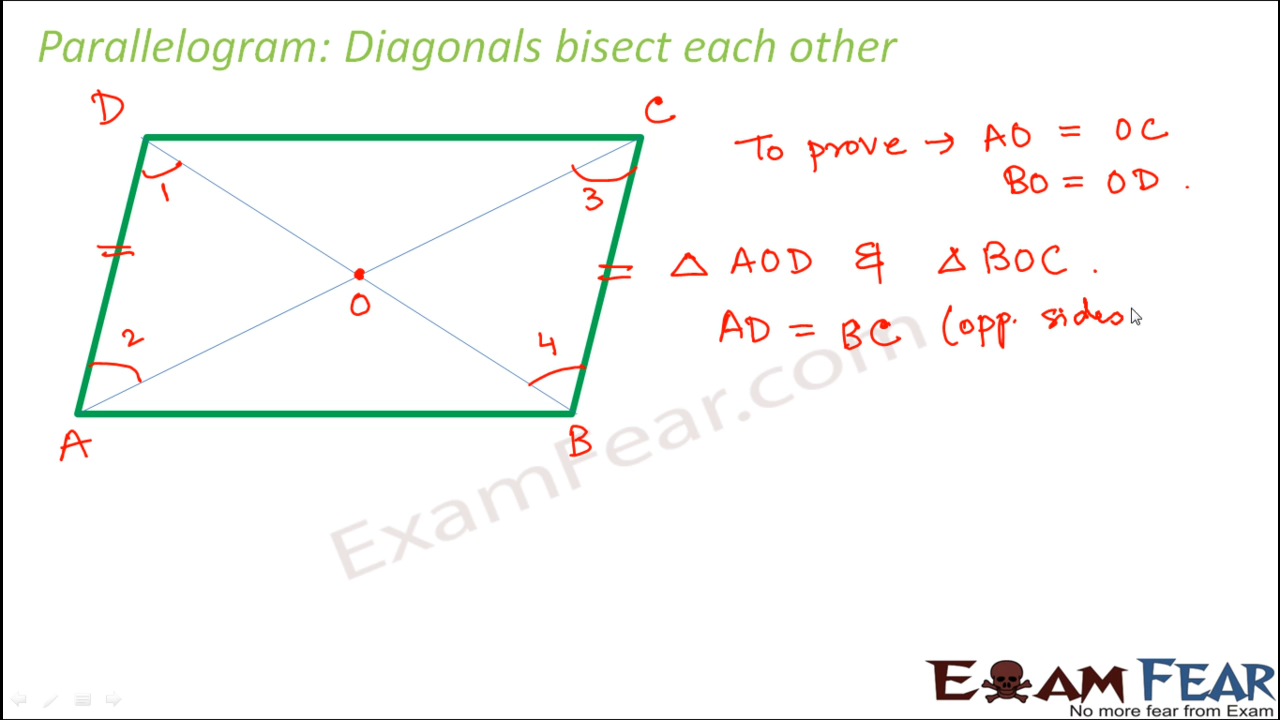 Parallelogram: Diagonals bisect each other
D
C
1
3
To prove → AO = OC
BO = OD.
=
=
O
△ AOD & △ BOC.
AD = BC (opp. sides
2
4
A
B
ExamFear.com
EXAM FEAR
No more fear from Exam